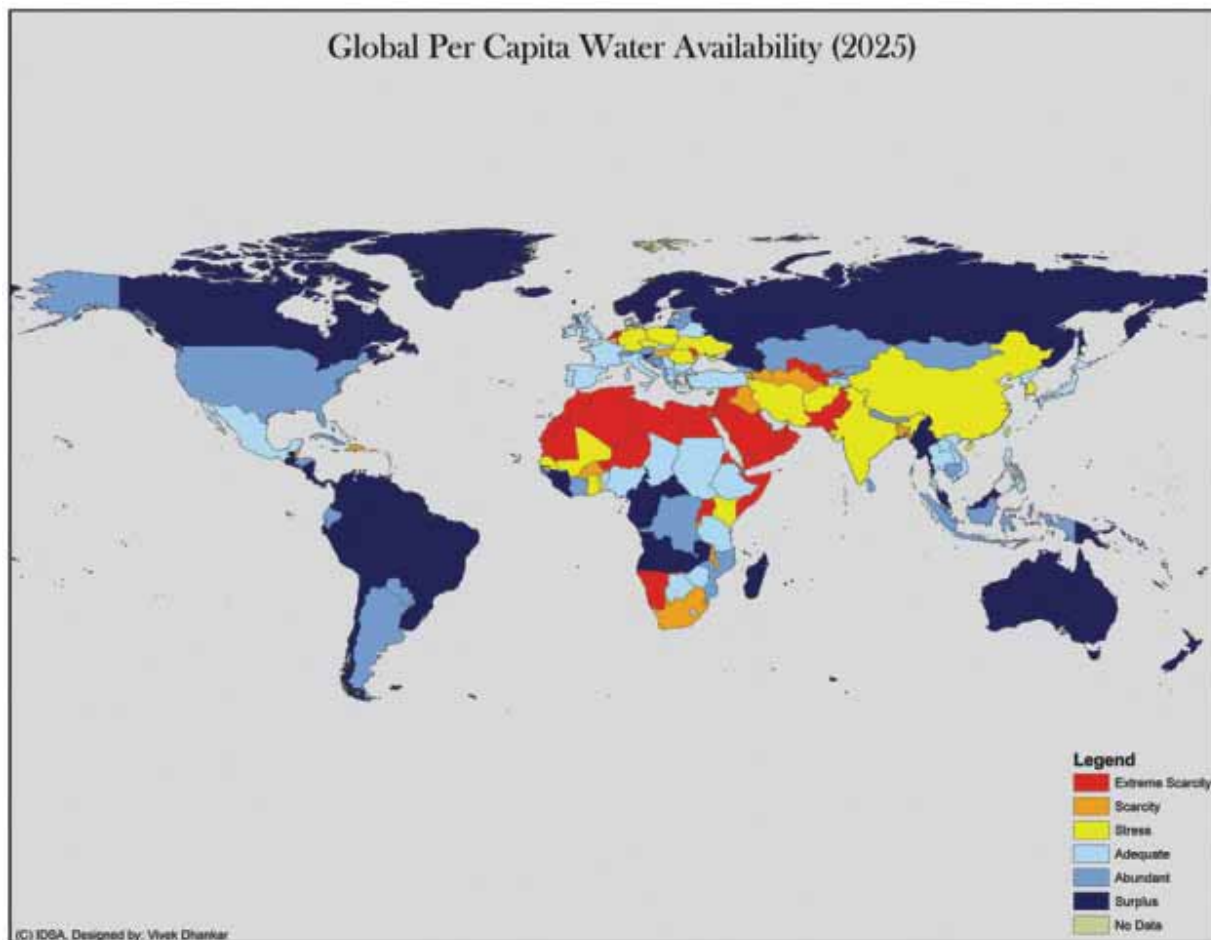 Global Per Capita Water Availability (2025)
Legend
Extreme Scarcity
Scarcity
Stress
Adequate
Abundant
Surplus
No Data
(C) IDSA, Designed by: Vivek Dhankar